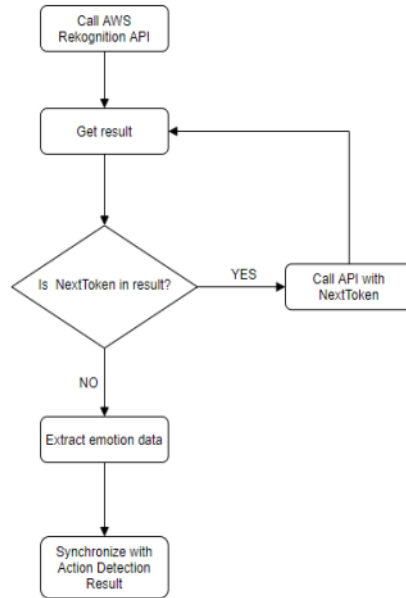 Call AWS
Rekognition API
Get result
Is NextToken in result?
YES
Call API with
NextToken
NO
Extract emotion data
Synchronize with
Action Detection
Result